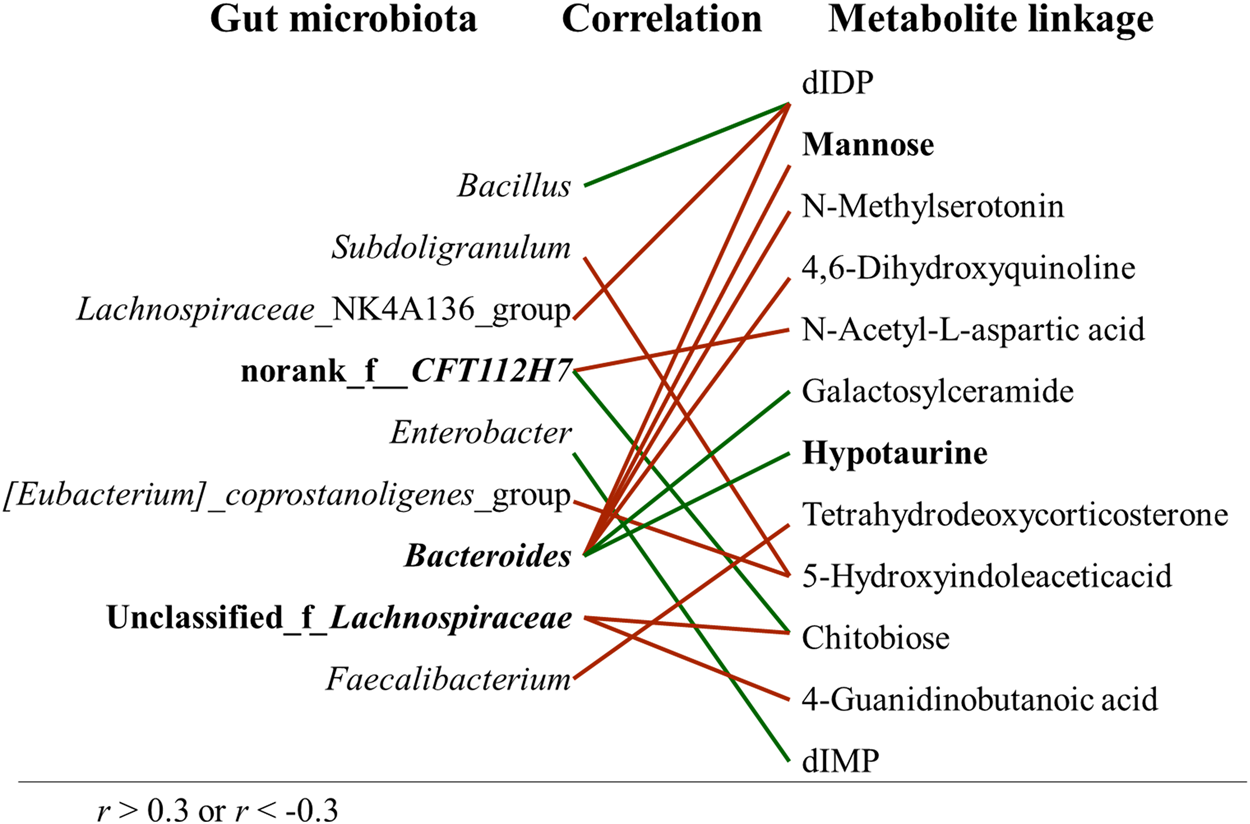 Gut microbiota Correlation Metabolite linkage
dIDP
Mannose
Bacillus
N-Methylserotonin
Subdoligranulum
4,6-Dihydroxyquinoline
Lachnospiraceae_NK4A136_group
N-Acetyl-L-aspartic acid
norank_f__CFT112H7
Galactosylceramide
Enterobacter
Hypotaurine
[Eubacterium]_coprostanoligenes_group
Tetrahydrodeoxycorticosterone
Bacteroides
5-Hydroxyindoleaceticacid
Unclassified_f_Lachnospiraceae
Chitobiose
Faecalibacterium
4-Guanidinobutanoic acid
dIMP
r > 0.3 or r < -0.3